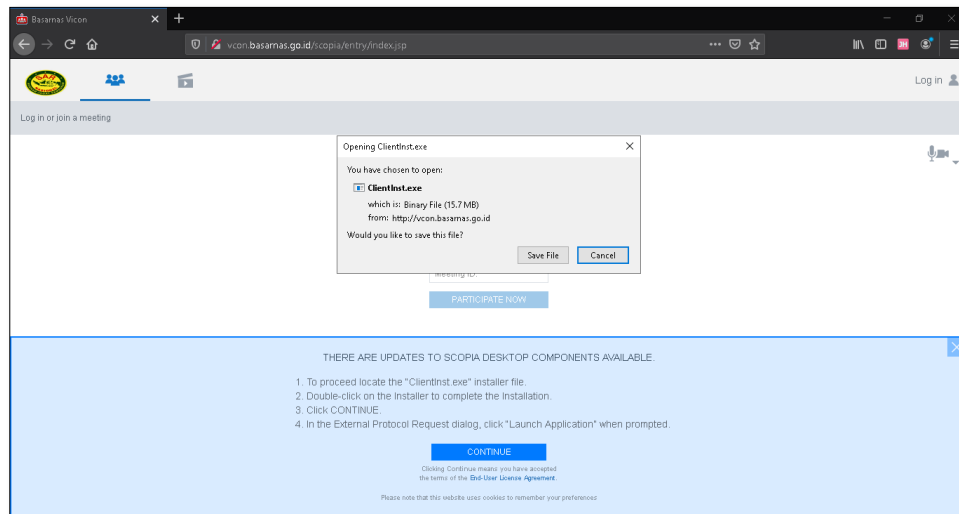 Basarnas Vicon
vcon.basarnas.go.id/scopia/entry/index.jsp
SAR
Log in
Log in or join a meeting
Opening ClientInst.exe
You have chosen to open:
ClientInst.exe
which is: Binary File (15.7 MB)
from: http://vcon.basarnas.go.id
Would you like to save this file?
Save File
Cancel
Meeting ID:
PARTICIPATE NOW
THERE ARE UPDATES TO SCOPIA DESKTOP COMPONENTS AVAILABLE.
1. To proceed locate the "ClientInst.exe" installer file.
2. Double-click on the Installer to complete the Installation.
3. Click CONTINUE.
4. In the External Protocol Request dialog, click "Launch Application" when prompted.
CONTINUE
Clicking Continue means you have accepted
the terms of the End-User License Agreement.
Please note that this website uses cookies to remember your preferences